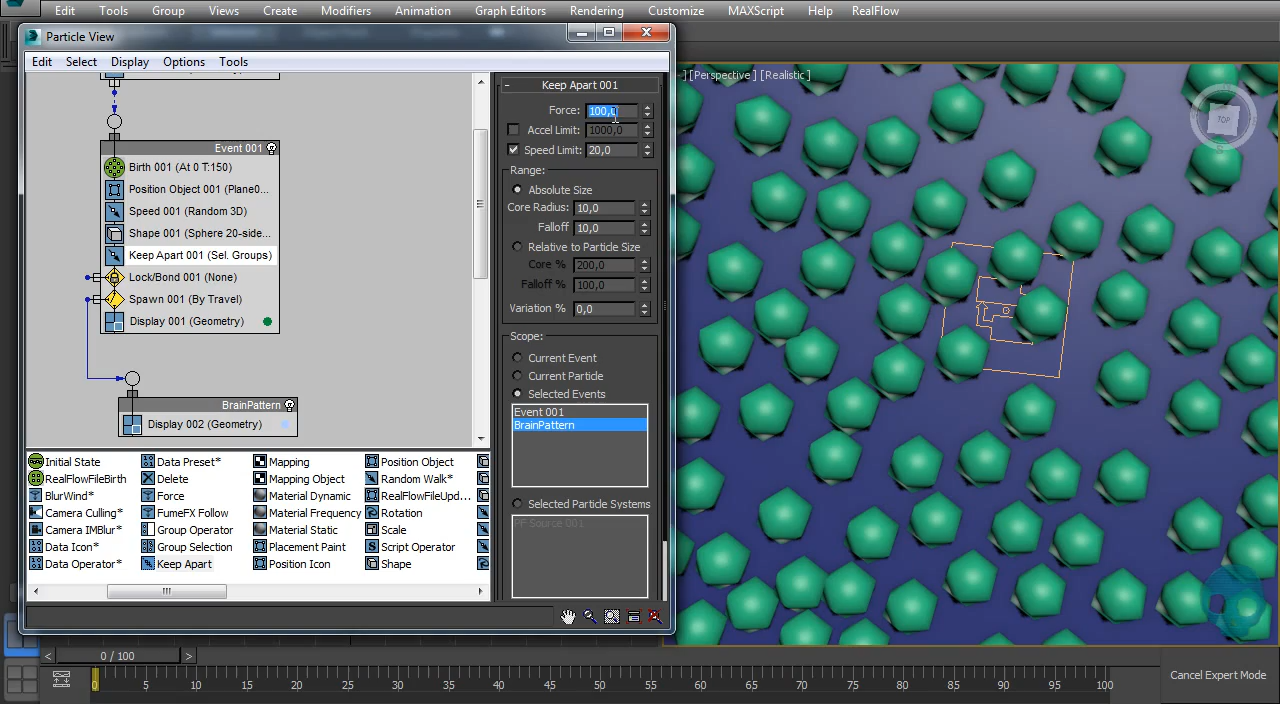 Edit Tools Group Views Create Modifiers Animation Graph Editors Rendering Customize MAXScript Help RealFlow
Particle View
Edit Select Display Options Tools
Event 001
Birth 001 (At 0 T:150)
Position Object 001 (Plane0...
Speed 001 (Random 3D)
Shape 001 (Sphere 20-side...
Keep Apart 001 (Sel. Groups)
Lock/Bond 001 (None)
Spawn 001 (By Travel)
Display 001 (Geometry)
BrainPattern
Display 002 (Geometry)
- Keep Apart 001
Force: 100,0
Accel Limit: 1000,0
Speed Limit: 20,0
Range:
Absolute Size
Core Radius: 10,0
Falloff 10,0
Relative to Particle Size
Core % 200,0
Falloff% 100,0
Variation % 0,0
Scope:
Current Event
Current Particle
Selected Events
Event 001
BrainPattern
Selected Particle Systems
PF Source 001
Initial State Data Preset* Mapping Position Object
RealFlowFileBirth Delete Mapping Object Random Walk*
BlurWind* Force Material Dynamic RealFlowFileUpd...
Camera Culling* FumeFX Follow Material Frequency Rotation
Camera IMBlur* Group Operator Material Static Scale
Data Icon* Group Selection Placement Paint Script Operator
Data Operator* Keep Apart Position Icon Shape
] [Perspective ] [Realistic ]
TOP
< 0 / 100 >
0 5 10 15 20 25 30 35 40 45 50 55 60 65 70 75 80 85 90 95 100
Cancel Expert Mode